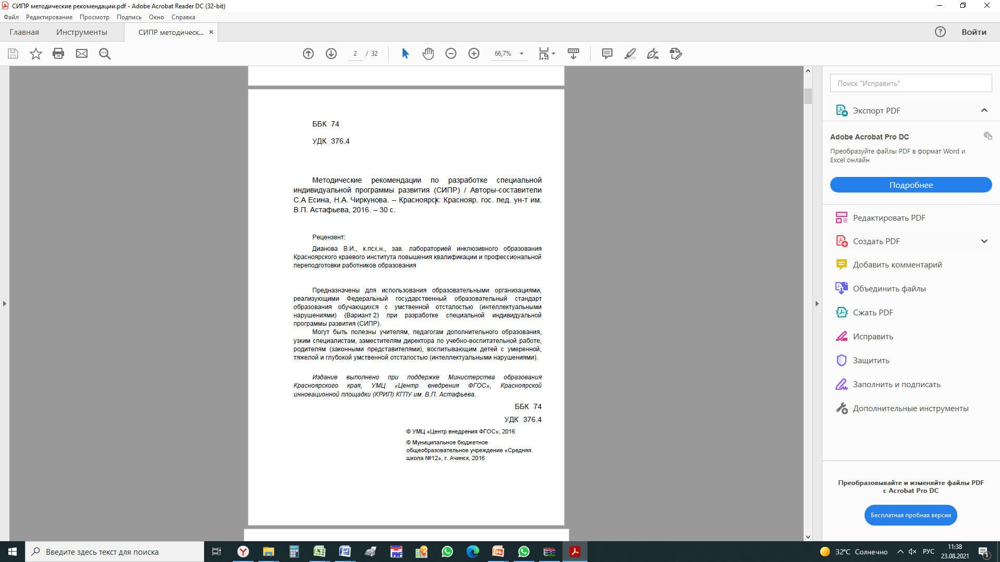 СИПР методические рекомендации.pdf - Adobe Acrobat Reader DC (32-bit)
Файл Редактирование Просмотр Подпись Окно Справка
Главная Инструменты СИПР методическ... × Войти
2 / 32 66,7%
ББК 74
УДК 376.4
Методические рекомендации по разработке специальной
индивидуальной программы развития (СИПР) / Авторы-составители
С.А Есина, Н.А. Чиркунова. – Красноярск: Краснояр. гос. пед. ун-т им.
В.П. Астафьева, 2016. – 30 с.
Рецензент:
Дианова В.И., к.псх.н., зав. лабораторией инклюзивного образования
Красноярского краевого института повышения квалификации и профессиональной
переподготовки работников образования
Предназначены для использования образовательными организациями,
реализующими Федеральный государственный образовательный стандарт
образования обучающихся с умственной отсталостью (интеллектуальными
нарушениями) (Вариант 2) при разработке специальной индивидуальной
программы развития (СИПР).
Могут быть полезны учителям, педагогам дополнительного образования,
узким специалистам, заместителям директора по учебно-воспитательной работе,
родителям (законными представителями), воспитывающим детей с умеренной,
тяжелой и глубокой умственной отсталостью (интеллектуальными нарушениями).
Издание выполнено при поддержке Министерства образования
Красноярского края, УМЦ «Центр внедрения ФГОС», Красноярской
инновационной площадки (КРИП) КГПУ им. В.П. Астафьева.
ББК 74
УДК 376.4
© УМЦ «Центр внедрения ФГОС», 2016
© Муниципальное бюджетное
общеобразовательное учреждение «Средняя
школа №12», г. Ачинск, 2016
Поиск "Исправить"
Экспорт PDF
Adobe Acrobat Pro DC
Преобразуйте файлы PDF в формат Word и
Excel онлайн
Подробнее
Редактировать PDF
Создать PDF
Добавить комментарий
Объединить файлы
Сжать PDF
Исправить
Защитить
Заполнить и подписать
Дополнительные инструменты
Преобразовывайте и изменяйте файлы PDF
с Acrobat Pro DC
Бесплатная пробная версия
Введите здесь текст для поиска
32°C Солнечно
РУС
11:38
23.08.2021
1